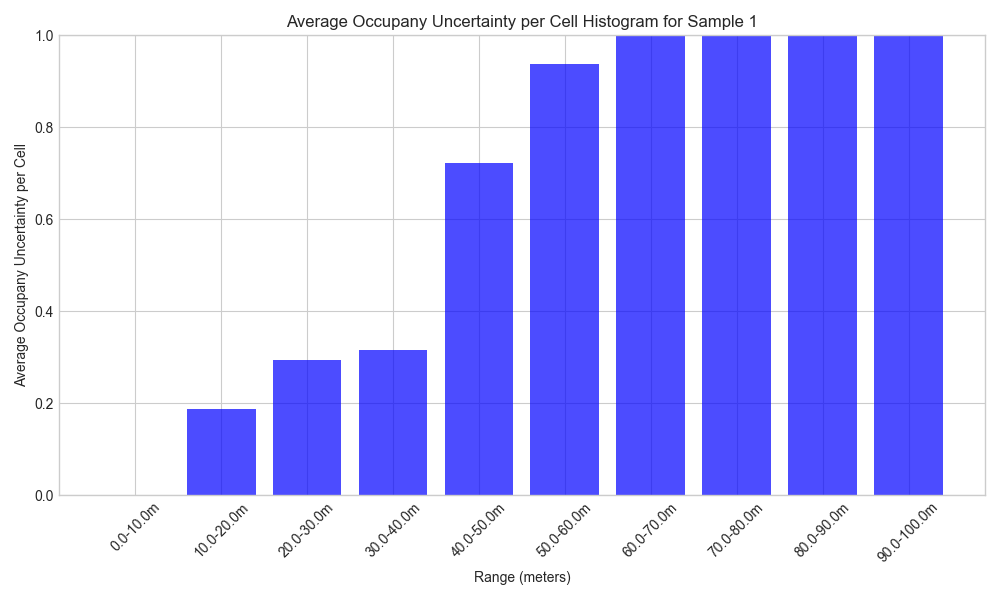 Average Occupany Uncertainty per Cell Histogram for Sample 1
1.0
0.8
0.6
0.4
0.2
0.0
Average Occupany Uncertainty per Cell
0.0-10.0m
10.0-20.0m
20.0-30.0m
30.0-40.0m
40.0-50.0m
50.0-60.0m
60.0-70.0m
70.0-80.0m
80.0-90.0m
90.0-100.0m
Range (meters)